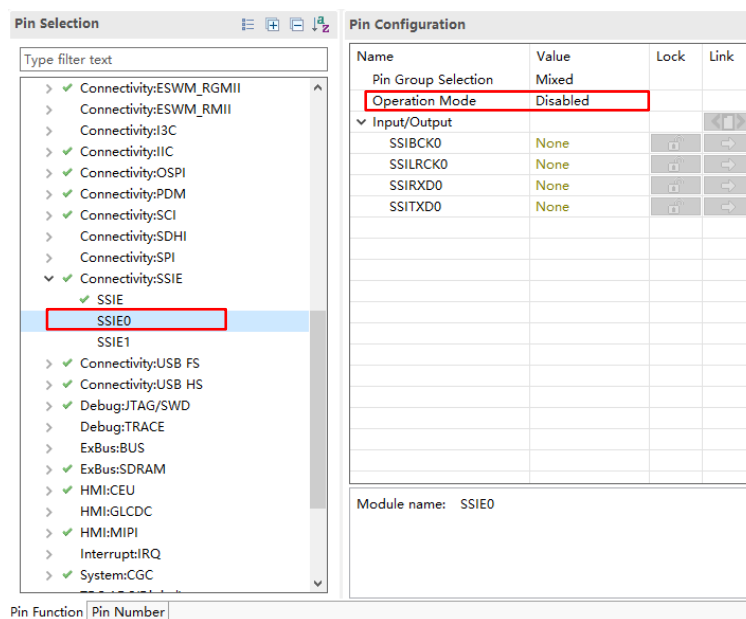 Pin Selection
Type filter text
Connectivity:ESWM_RGMII
Connectivity:ESWM_RMII
Connectivity:I3C
Connectivity:IIC
Connectivity:OSPI
Connectivity:PDM
Connectivity:SCI
Connectivity:SDHI
Connectivity:SPI
Connectivity:SSIE
SSIE
SSIE0
SSIE1
Connectivity:USB FS
Connectivity:USB HS
Debug:JTAG/SWD
Debug:TRACE
ExBus:BUS
ExBus:SDRAM
HMI:CEU
HMI:GLCDC
HMI:MIPI
Interrupt:IRQ
System:CGC
Pin Function Pin Number
Pin Configuration
Name Value Lock Link
Pin Group Selection Mixed
Operation Mode Disabled
Input/Output
SSIBCK0 None
SSILRCK0 None
SSIRXD0 None
SSITXD0 None
Module name: SSIE0